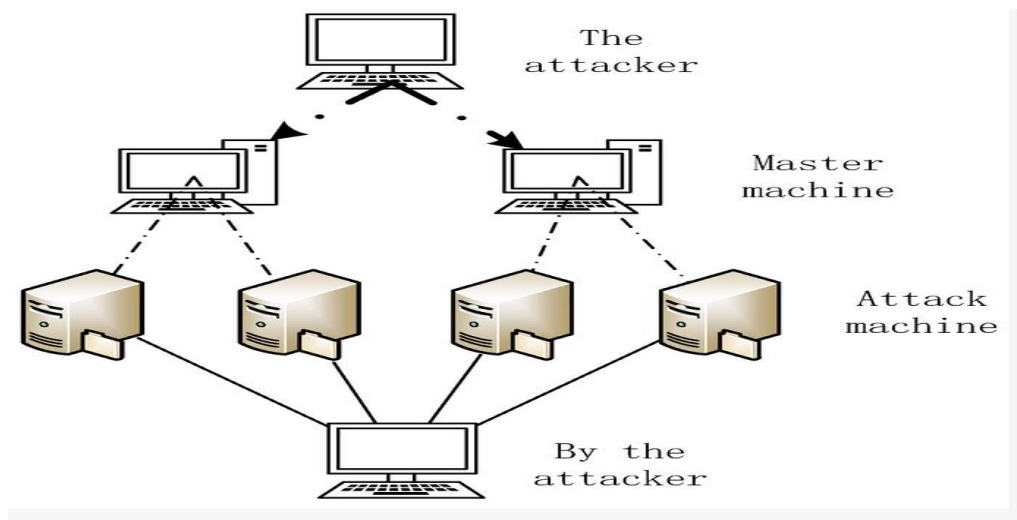 The
attacker
Master
machine
Attack
machine
By the
attacker